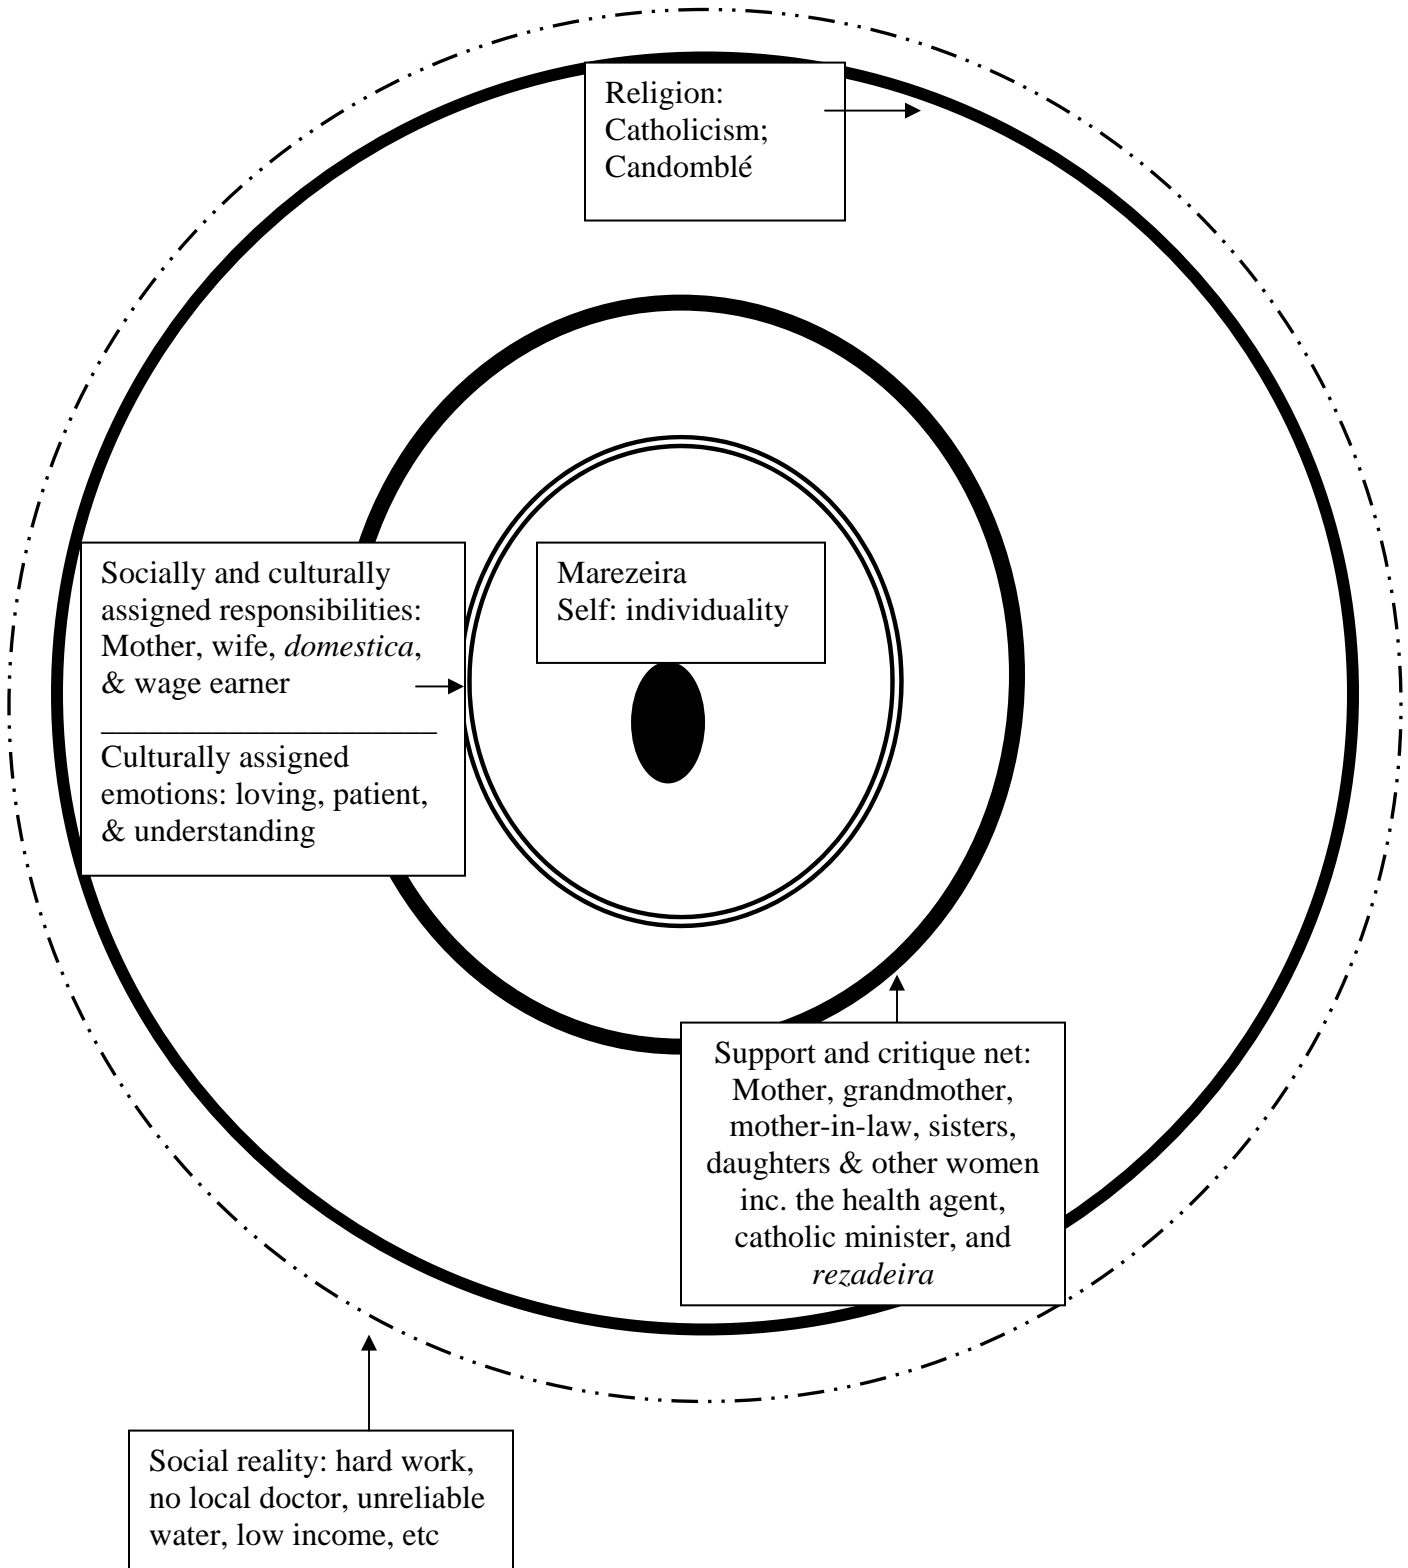 Religion:
Catholicism;
Candomblé
Socially and culturally
assigned responsibilities:
Mother, wife, domestica,
& wage earner
Culturally assigned
emotions: loving, patient,
& understanding
Marezeira
Self: individuality
Support and critique net:
Mother, grandmother,
mother-in-law, sisters,
daughters & other women
inc. the health agent,
catholic minister, and
rezadeira
Social reality: hard work,
no local doctor, unreliable
water, low income, etc